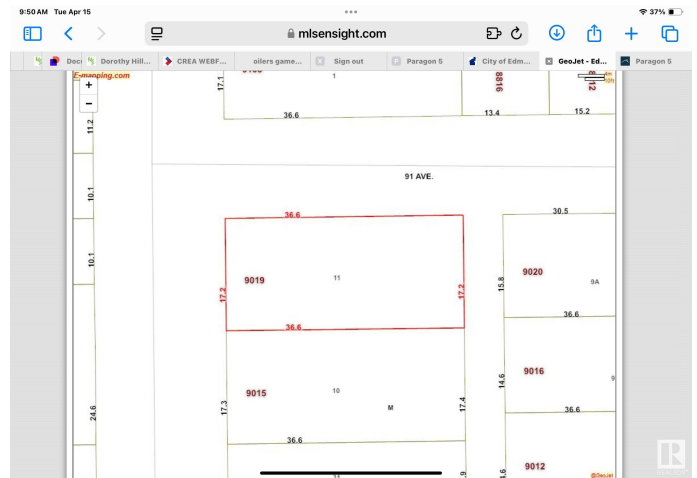 9:50 AM Tue Apr 15
37%
mlsensight.com
Dorothy Hill...
CREA WEBF...
oilers game...
Sign out
P Paragon 5
City of Edm...
GeoJet - Ed...
Paragon 5
E-mapping.com
+
−
17.1
1
8816
36.6
13.4
15.2
11.2
91 AVE.
10.1
36.6
30.5
10.1
9019
11
17.2
17.2
15.8
9020
9A
36.6
36.6
9016
9015
10
M
17.3
17.4
14.6
9
24.6
36.6
36.6
9012
@GeoJet
R